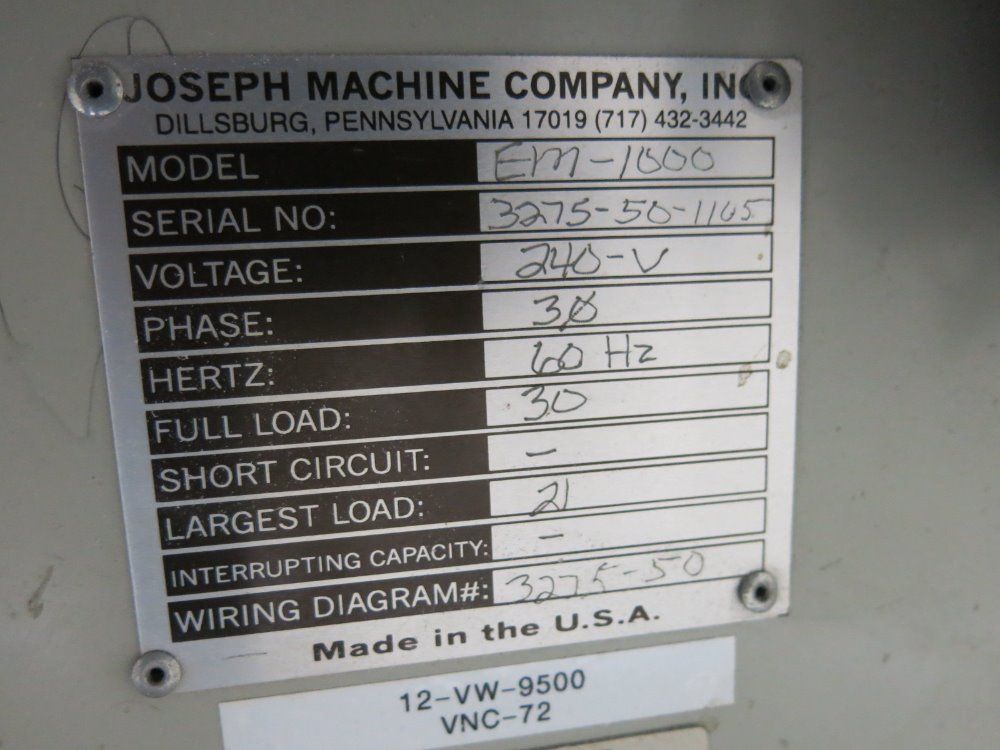 JOSEPH MACHINE COMPANY, INC
DILLSBURG, PENNSYLVANIA 17019 (717) 432-3442
MODEL EM-1000
SERIAL NO: 3275-50-1165
VOLTAGE: 240-V
PHASE: 3Ø
HERTZ: 60 Hz
FULL LOAD: 30
SHORT CIRCUIT: -
LARGEST LOAD: 21
INTERRUPTING CAPACITY: -
WIRING DIAGRAM#: 3275-50
Made in the U.S.A.
12-VW-9500
VNC-72